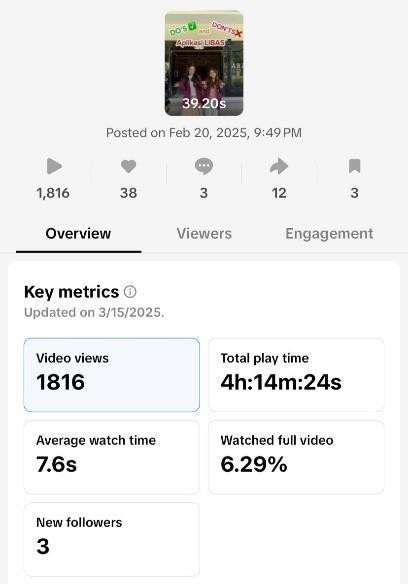 DO'S ✅ and DON'TS❌
Aplikasi LIBAS
39.20s
Posted on Feb 20, 2025, 9:49 PM
1,816 38 3 12 3
Overview Viewers Engagement
Key metrics
Updated on 3/15/2025.
Video views Total play time
1816 4h:14m:24s
Average watch time Watched full video
7.6s 6.29%
New followers
3